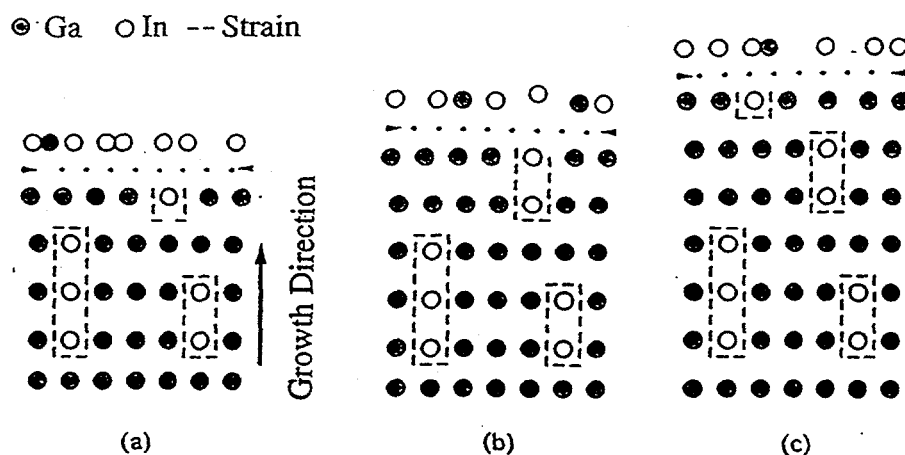 Ga In -- Strain
Growth Direction
(a)
(b)
(c)